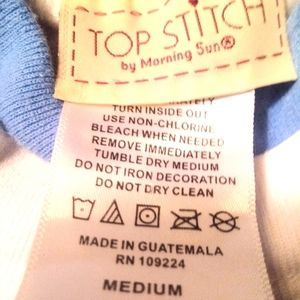 TOP STITCH
by Morning Sun®
TURN INSIDE OUT
USE NON-CHLORINE
BLEACH WHEN NEEDED
REMOVE IMMEDIATELY
TUMBLE DRY MEDIUM
DO NOT IRON DECORATION
DO NOT DRY CLEAN
MADE IN GUATEMALA
RN 109224
MEDIUM